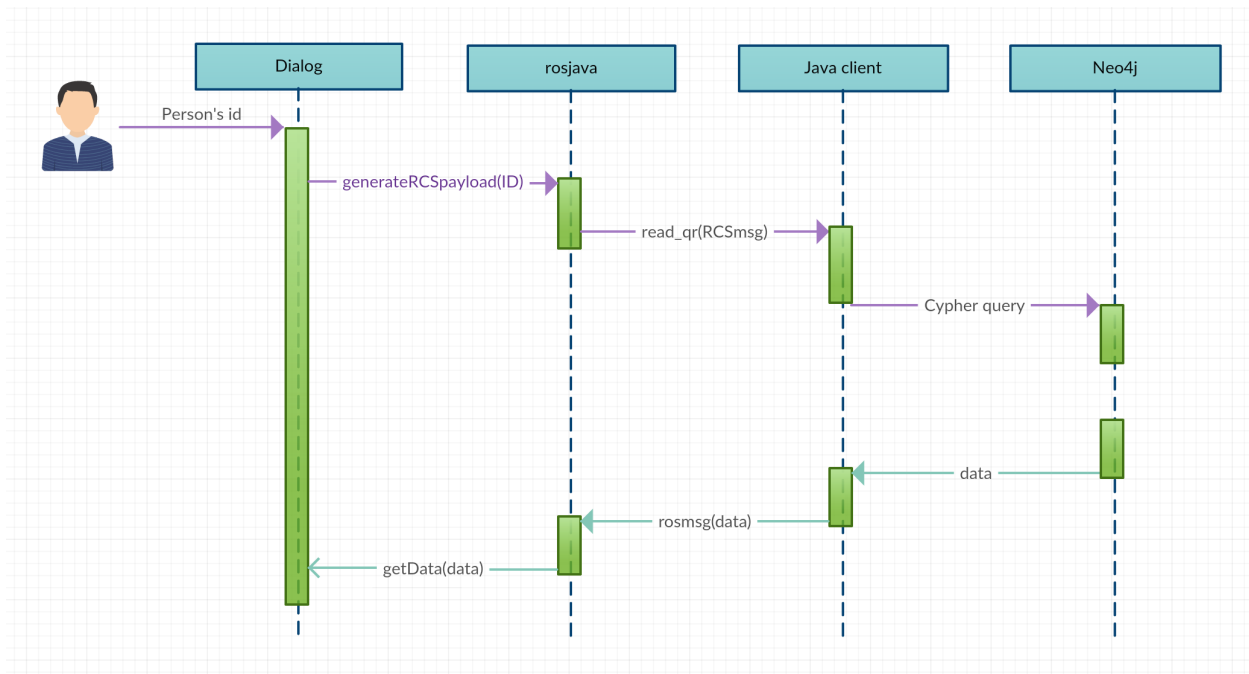 Dialog
rosjava
Java client
Neo4j
Person's id
generateRCSpayload(ID)
read_qr(RCSmsg)
Cypher query
data
rosmsg(data)
getData(data)